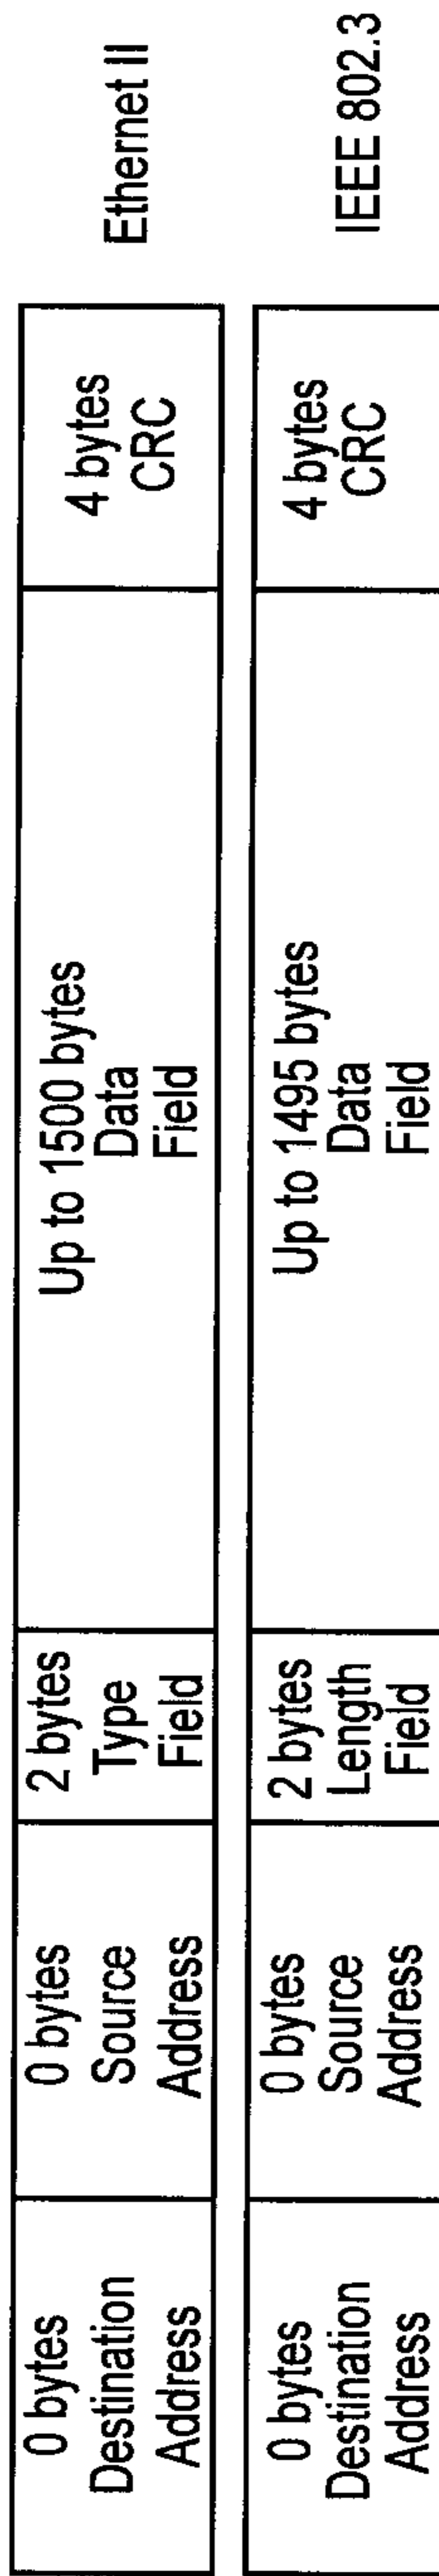 0 bytes
Destination
Address
0 bytes
Source
Address
2 bytes
Type
Field
Up to 1500 bytes
Data
Field
4 bytes
CRC
Ethernet II
0 bytes
Destination
Address
0 bytes
Source
Address
2 bytes
Length
Field
Up to 1495 bytes
Data
Field
4 bytes
CRC
IEEE 802.3